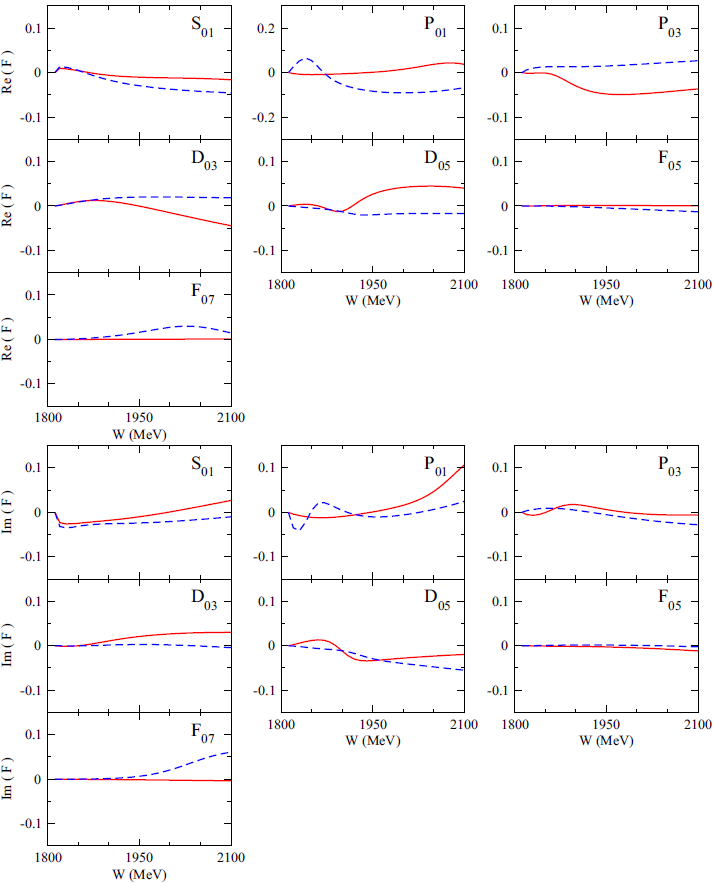 0.1 S01 0.2 P01 0.1 P03
Re ( F ) 0 0 0
-0.1 -0.2 -0.1
0.1 D03 0.1 D05 0.1 F05
Re ( F ) 0 0 0
-0.1 -0.1 -0.1
1800 1950 2100 1800 1950 2100
W (MeV) W (MeV)
0.1 F07
Re ( F ) 0
-0.1
1800 1950 2100
W (MeV)
0.1 S01 0.1 P01 0.1 P03
Im ( F ) 0 0 0
-0.1 -0.1 -0.1
0.1 D03 0.1 D05 0.1 F05
Im ( F ) 0 0 0
-0.1 -0.1 -0.1
1800 1950 2100 1800 1950 2100
W (MeV) W (MeV)
0.1 F07
Im ( F ) 0
-0.1
1800 1950 2100
W (MeV)